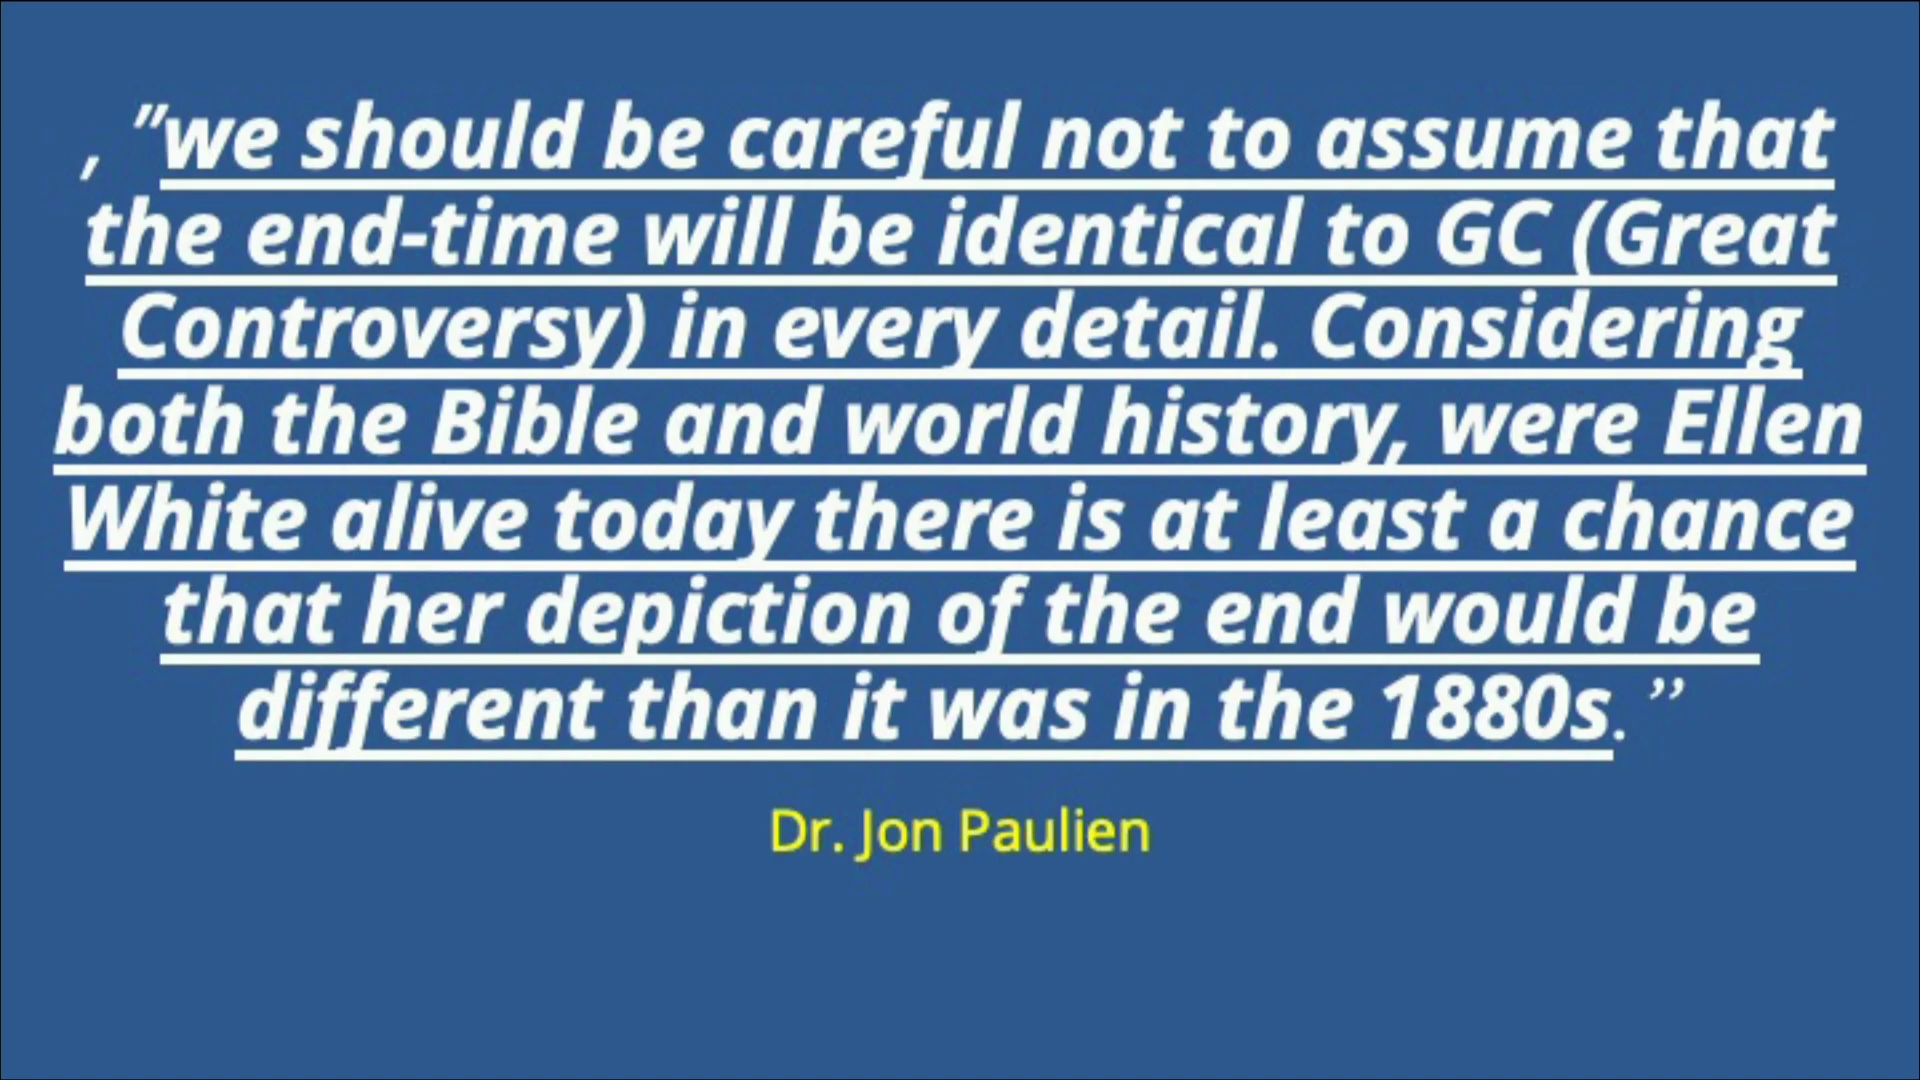 , "we should be careful not to assume that
the end-time will be identical to GC (Great
Controversy) in every detail. Considering
both the Bible and world history, were Ellen
White alive today there is at least a chance
that her depiction of the end would be
different than it was in the 1880s. ’’
Dr. Jon Paulien